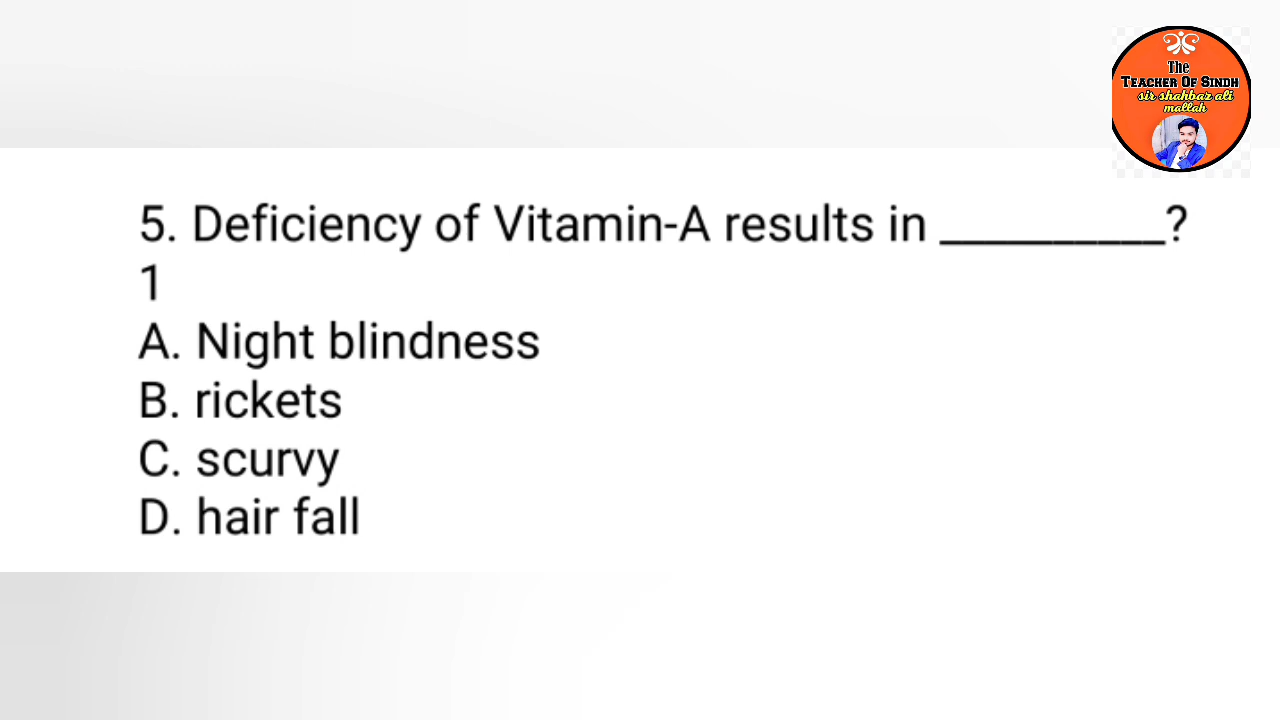 The
TEACHER OF SINDH
sir shahbaz ali
mallah
5. Deficiency of Vitamin-A results in __________?
1
A. Night blindness
B. rickets
C. scurvy
D. hair fall